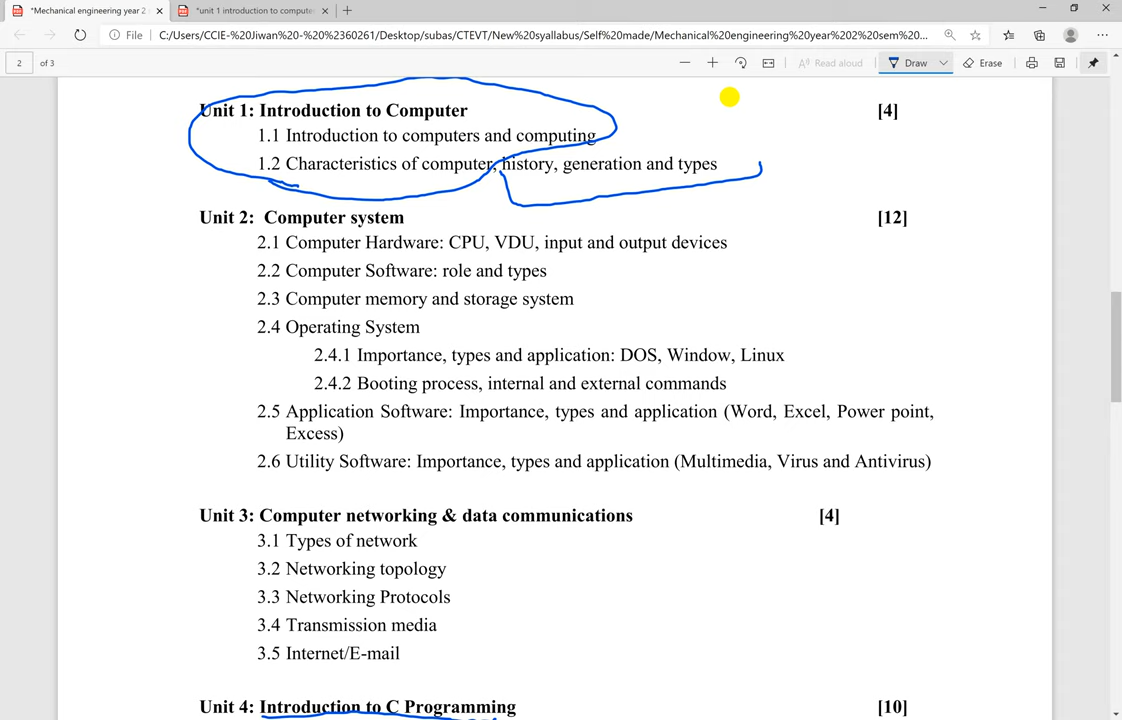 *Mechanical engineering year 2
*unit 1 introduction to compute
File
C:/Users/CCIE-%20Jiwan%20-%20%2360261/Desktop/subas/CTEVT/New%20syallabus/Self%20made/Mechanical%20engineering%20year%202%20sem%20...
2 of 3
Read aloud
Draw
Erase
Unit 1: Introduction to Computer [4]
1.1 Introduction to computers and computing
1.2 Characteristics of computer, history, generation and types
Unit 2: Computer system [12]
2.1 Computer Hardware: CPU, VDU, input and output devices
2.2 Computer Software: role and types
2.3 Computer memory and storage system
2.4 Operating System
2.4.1 Importance, types and application: DOS, Window, Linux
2.4.2 Booting process, internal and external commands
2.5 Application Software: Importance, types and application (Word, Excel, Power point,
Excess)
2.6 Utility Software: Importance, types and application (Multimedia, Virus and Antivirus)
Unit 3: Computer networking & data communications [4]
3.1 Types of network
3.2 Networking topology
3.3 Networking Protocols
3.4 Transmission media
3.5 Internet/E-mail
Unit 4: Introduction to C Programming [10]